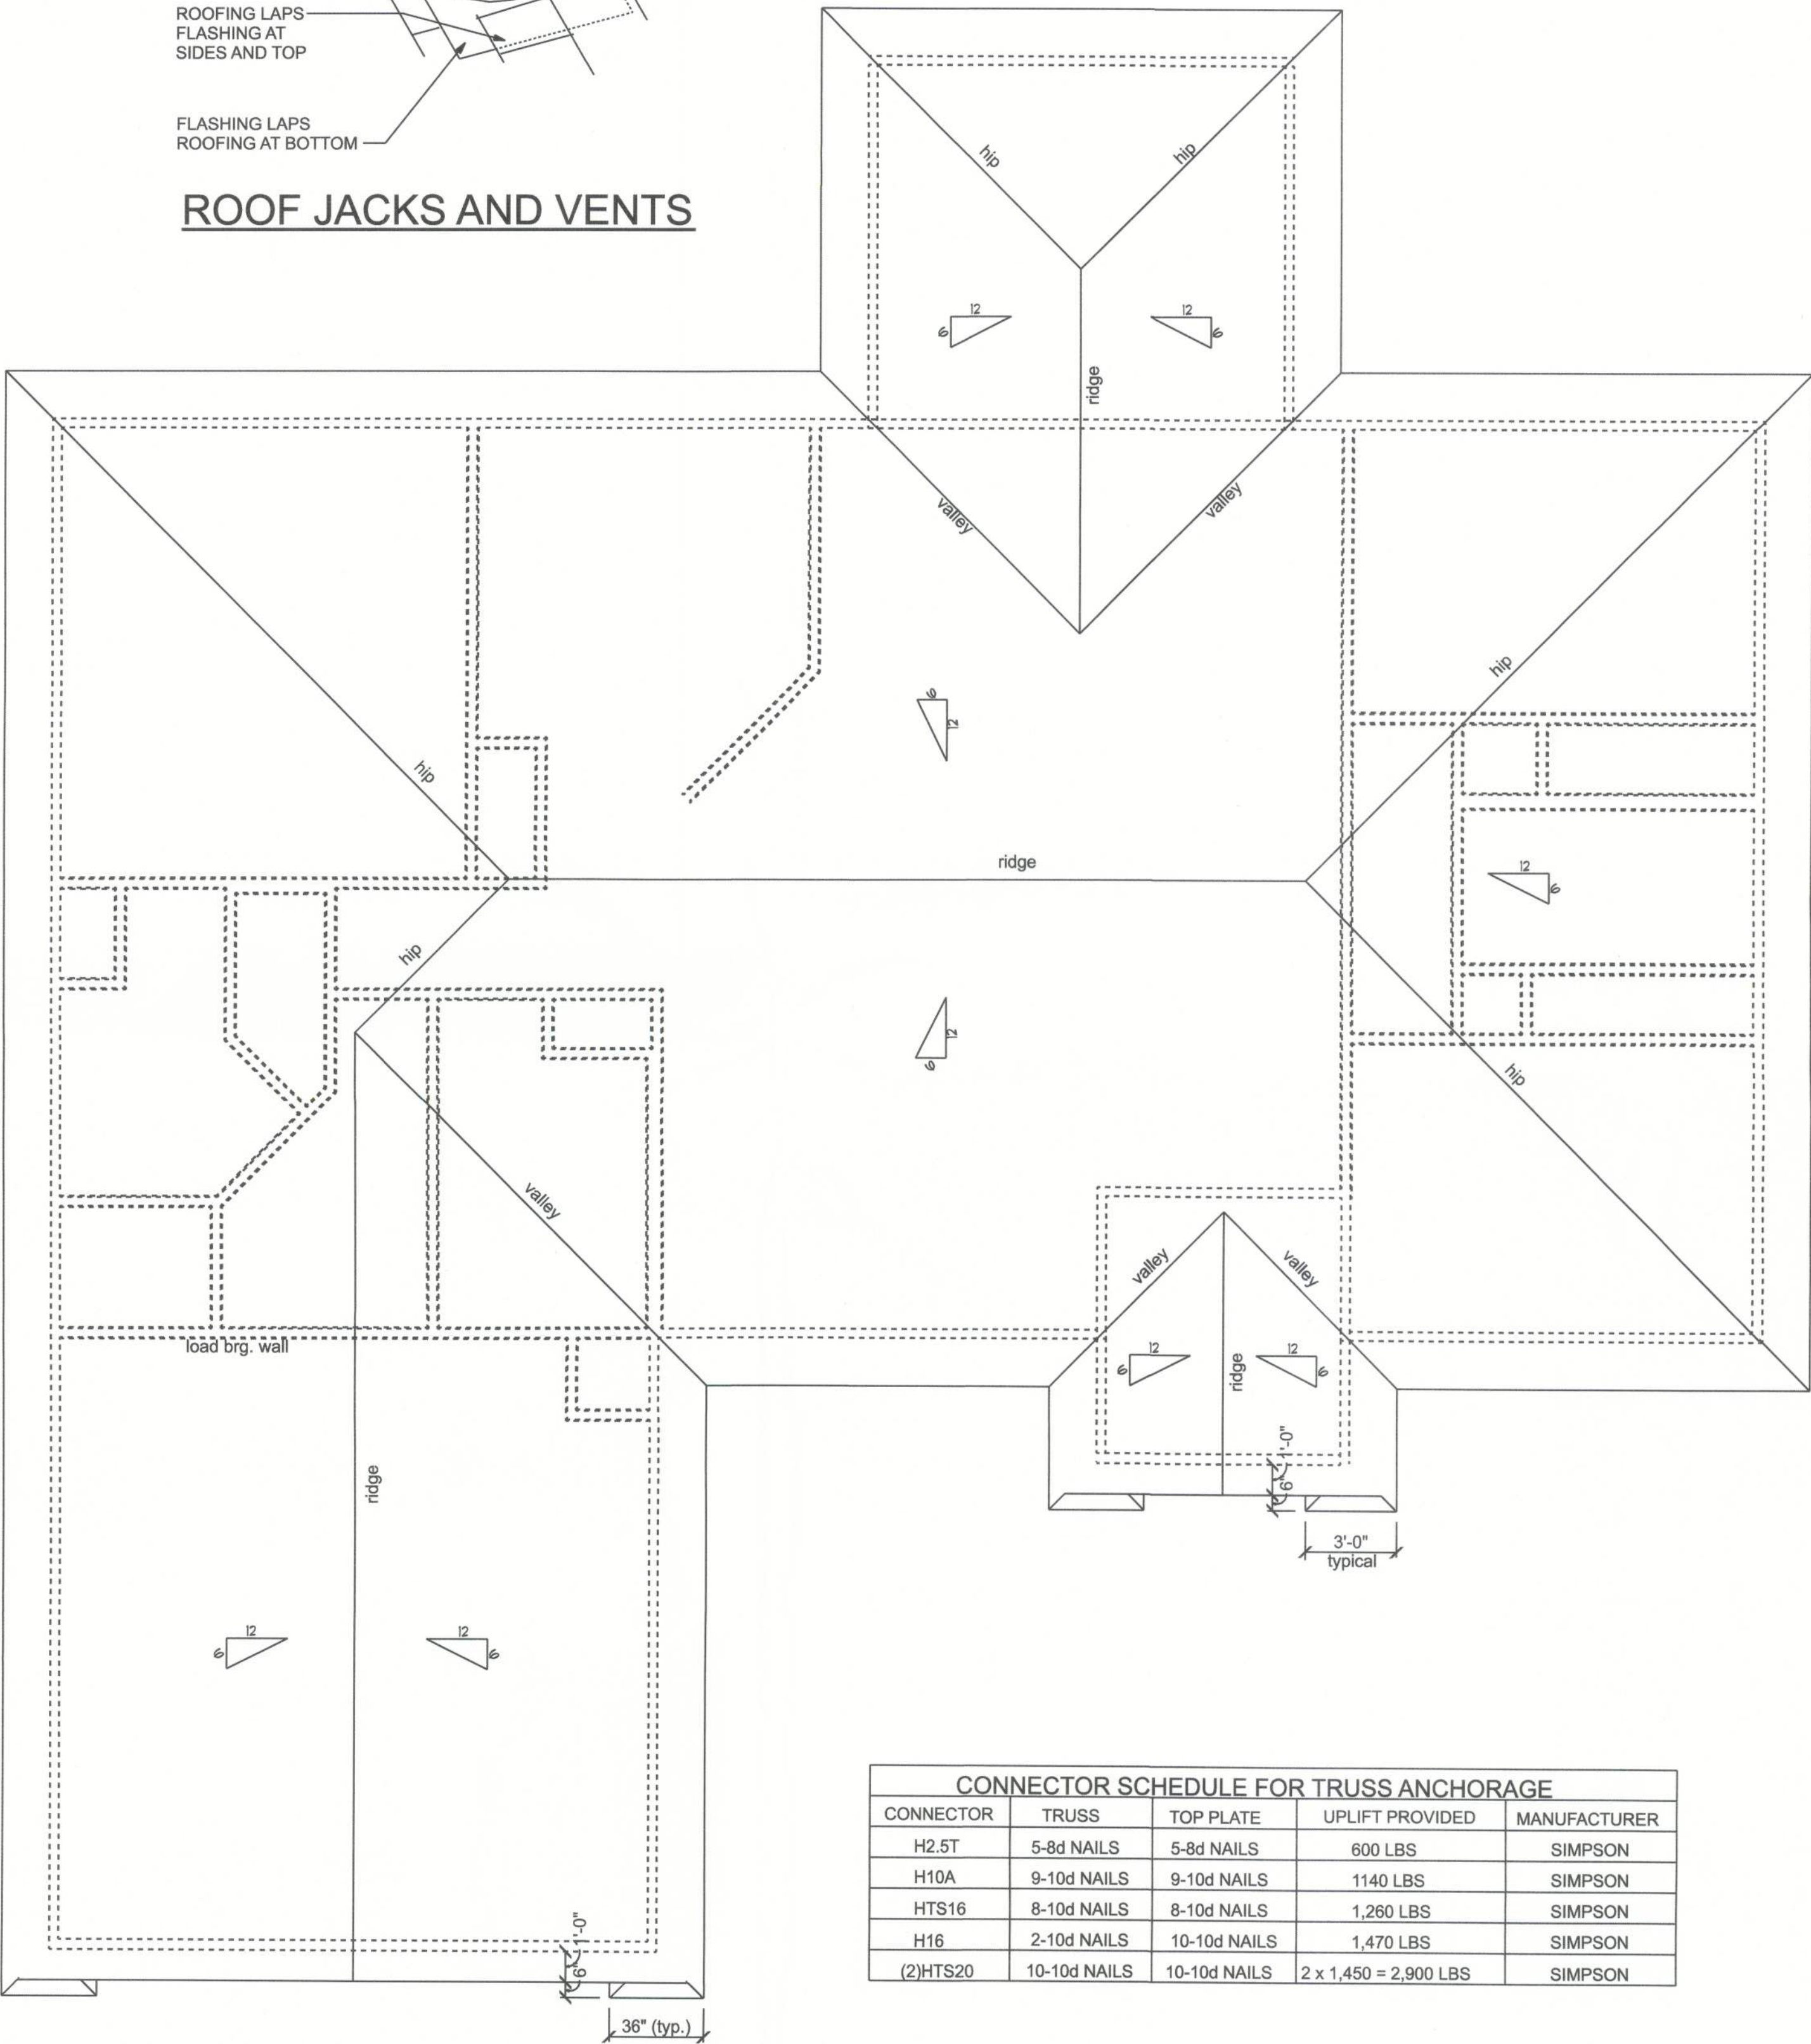 ROOFING LAPS
FLASHING AT
SIDES AND TOP
FLASHING LAPS
ROOFING AT BOTTOM
ROOF JACKS AND VENTS
hip
hip
12
6
12
6
ridge
valley
valley
6
12
hip
hip
ridge
12
6
hip
12
6
hip
valley
valley
valley
load brg. wall
12
6
ridge
12
6
1'-0"
6"
3'-0"
typical
ridge
12
6
12
6
1'-0"
6"
36" (typ.)
CONNECTOR SCHEDULE FOR TRUSS ANCHORAGE
CONNECTOR TRUSS TOP PLATE UPLIFT PROVIDED MANUFACTURER
H2.5T 5-8d NAILS 5-8d NAILS 600 LBS SIMPSON
H10A 9-10d NAILS 9-10d NAILS 1140 LBS SIMPSON
HTS16 8-10d NAILS 8-10d NAILS 1,260 LBS SIMPSON
H16 2-10d NAILS 10-10d NAILS 1,470 LBS SIMPSON
(2)HTS20 10-10d NAILS 10-10d NAILS 2 x 1,450 = 2,900 LBS SIMPSON